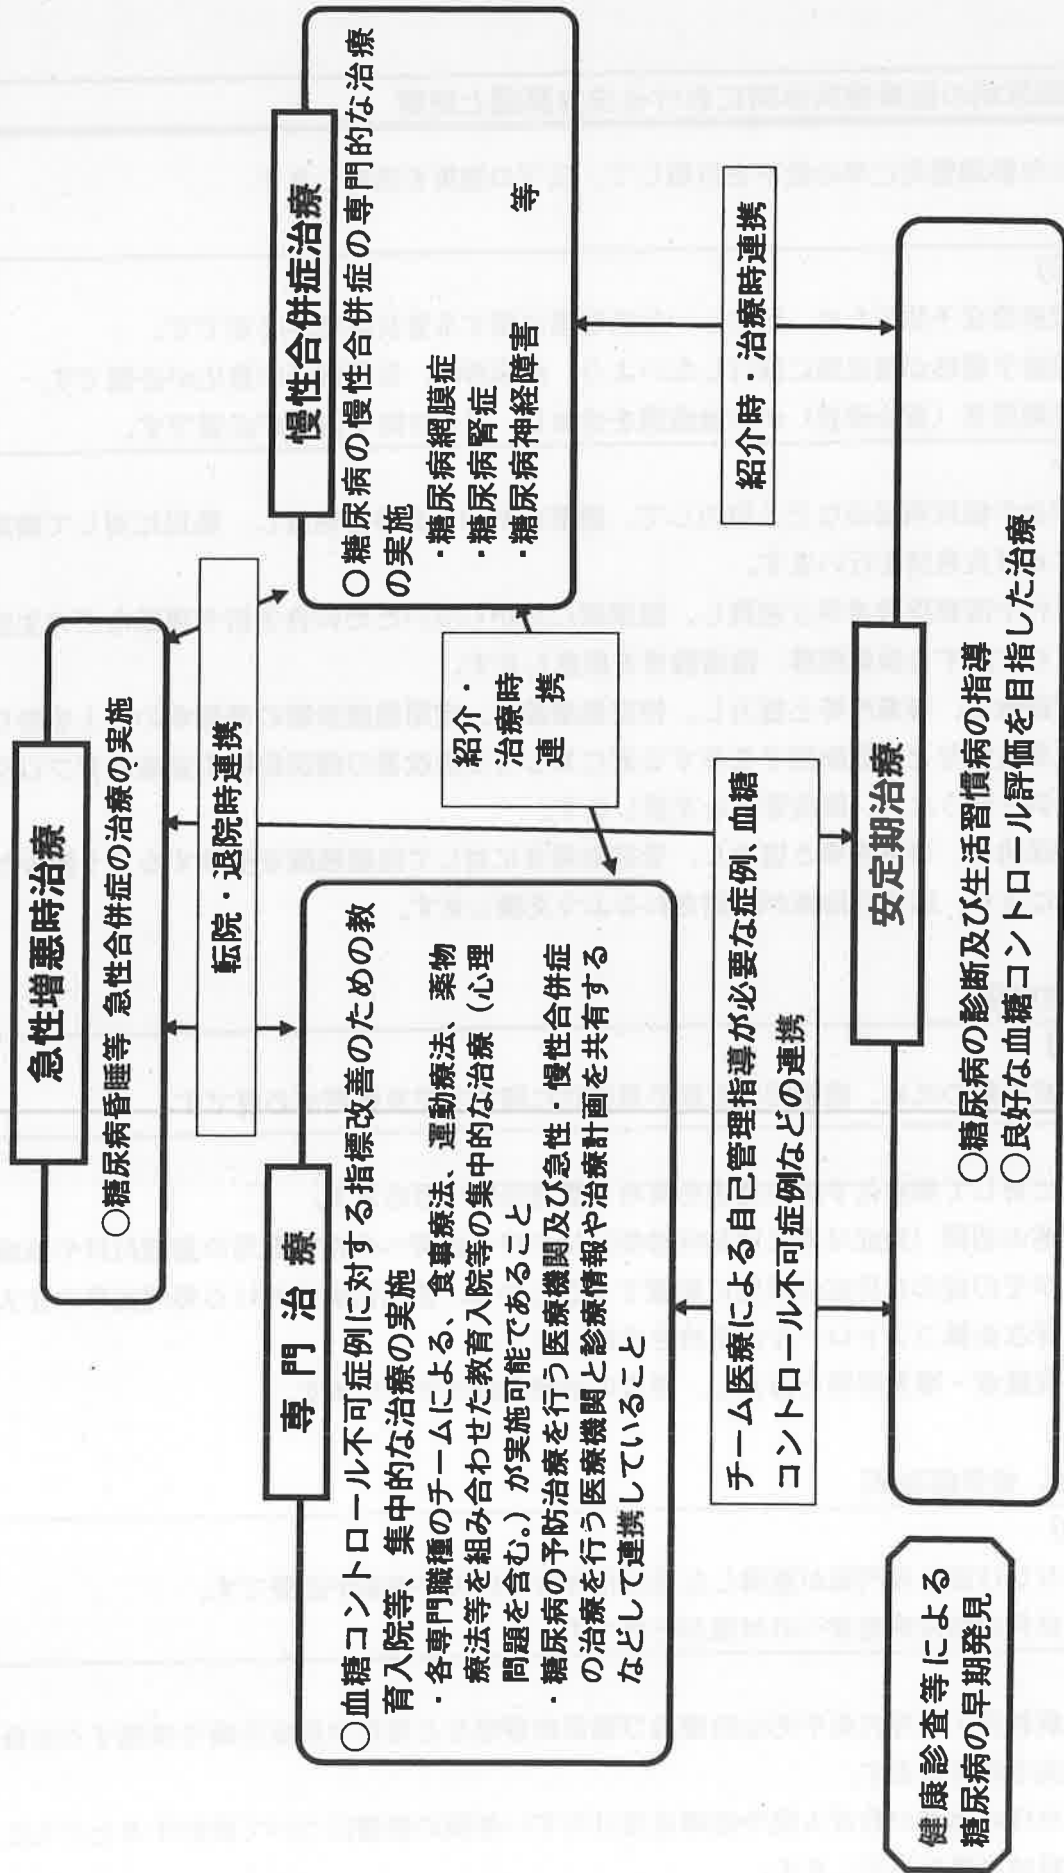 急性増悪時治療
○糖尿病昏睡等 急性合併症の治療の実施
転院・退院時連携
専門治療
○血糖コントロール不可症例に対する指標改善のための教
育入院等 集中的な治療の実施
・各専門職種のチームによる、食事療法、運動療法、薬物
療法等を組み合わせた教育入院等の集中的な治療（心理
問題を含む。）が実施可能であること
・糖尿病の予防治療を行う医療機関及び急性・慢性合併症
の治療を行う医療機関と診療情報や治療計画を共有する
などして連携していること
慢性合併症治療
○糖尿病の慢性合併症の専門的な治療
の実施
・糖尿病網膜症
・糖尿病腎症
・糖尿病神経障害 等
紹介・
治療時
連 携
チーム医療による自己管理指導が必要な症例、血糖
コントロール不可症例などの連携
紹介時・治療時連携
健康診査等による
糖尿病の早期発見
安定期治療
○糖尿病の診断及び生活習慣病の指導
○良好な血糖コントロール評価を目指した治療